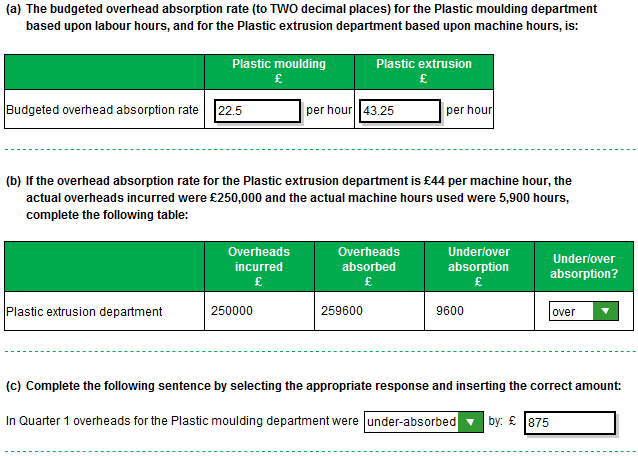 (a) The budgeted overhead absorption rate (to TWO decimal places) for the Plastic moulding department
based upon labour hours, and for the Plastic extrusion department based upon machine hours, is:
Plastic moulding
£
Plastic extrusion
£
Budgeted overhead absorption rate
22.5
per hour
43.25
per hour
(b) If the overhead absorption rate for the Plastic extrusion department is £44 per machine hour, the
actual overheads incurred were £250,000 and the actual machine hours used were 5,900 hours,
complete the following table:
Overheads
incurred
£
Overheads
absorbed
£
Under/over
absorption
£
Under/over
absorption?
Plastic extrusion department
250000
259600
9600
over
(c) Complete the following sentence by selecting the appropriate response and inserting the correct amount:
In Quarter 1 overheads for the Plastic moulding department were under-absorbed by: £ 875